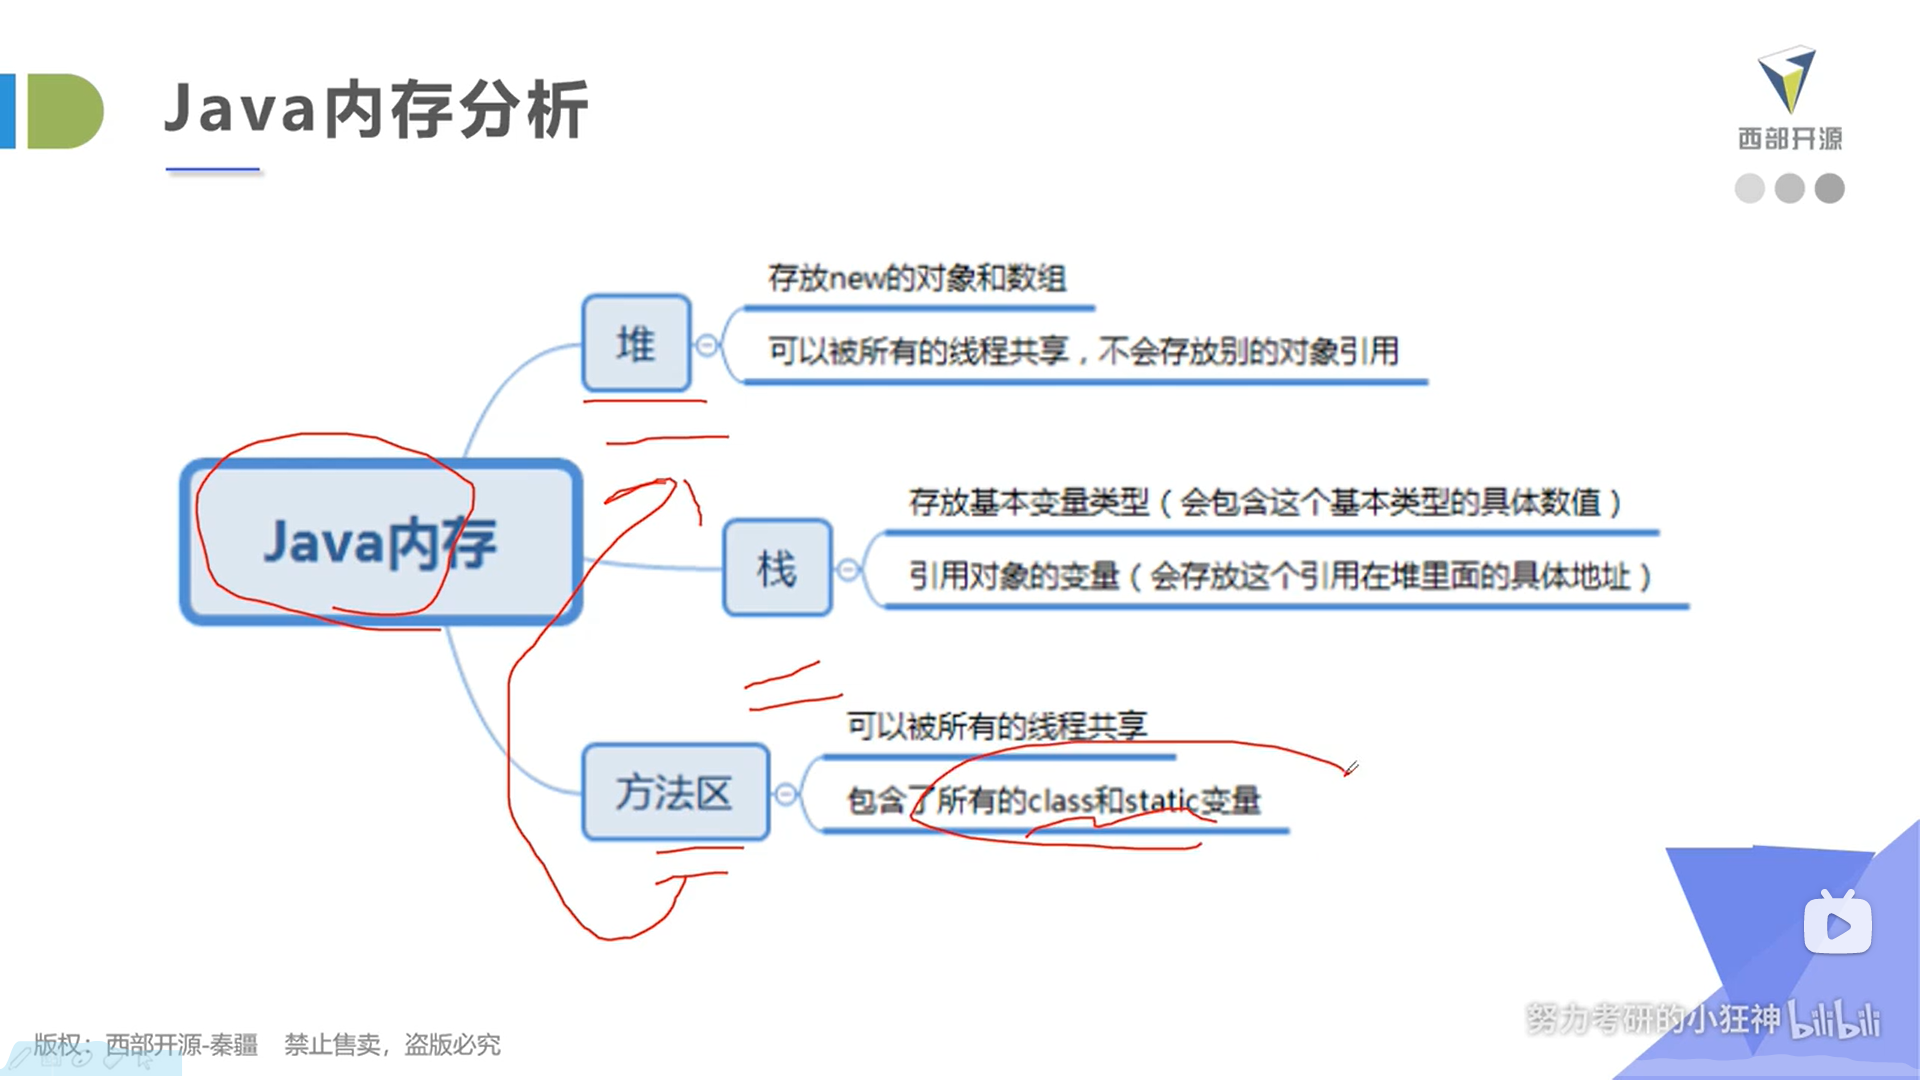 Java内存分析
西部开源
存放new的对象和数组
堆
可以被所有的线程共享，不会存放别的对象引用
Java内存
存放基本变量类型（会包含这个基本类型的具体数值）
栈
引用对象的变量（会存放这个引用在堆里面的具体地址）
可以被所有的线程共享
方法区
包含了所有的class和static变量
努力考研的小狂神 bilibili
版权：西部开源-秦疆 禁止售卖，盗版必究